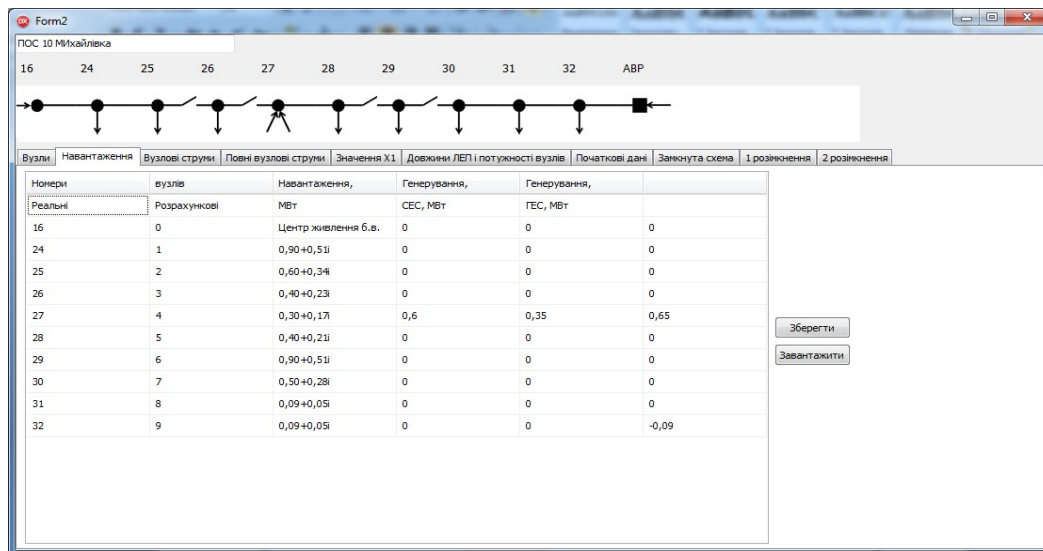 Form2
ПОС 10 МИхайлівка
16 24 25 26 27 28 29 30 31 32 АВР
Вузли Навантаження Вузлові струми Повні вузлові струми Значення X1 Довжини ЛЕП і потужності вузлів Початкові дані Замкнута схема 1 розімкнення 2 розімкнення
Номери вузлів Навантаження, Генерування, Генерування,
Реальні Розрахункові МВт СЕС, МВт ГЕС, МВт
16 0 Центр живлення б.в. 0 0 0
24 1 0,90+0,51i 0 0 0
25 2 0,60+0,34i 0 0 0
26 3 0,40+0,23i 0 0 0
27 4 0,30+0,17i 0,6 0,35 0,65
28 5 0,40+0,21i 0 0 0
29 6 0,90+0,51i 0 0 0
30 7 0,50+0,28i 0 0 0
31 8 0,09+0,05i 0 0 0
32 9 0,09+0,05i 0 0 -0,09
Зберегти
Завантажити